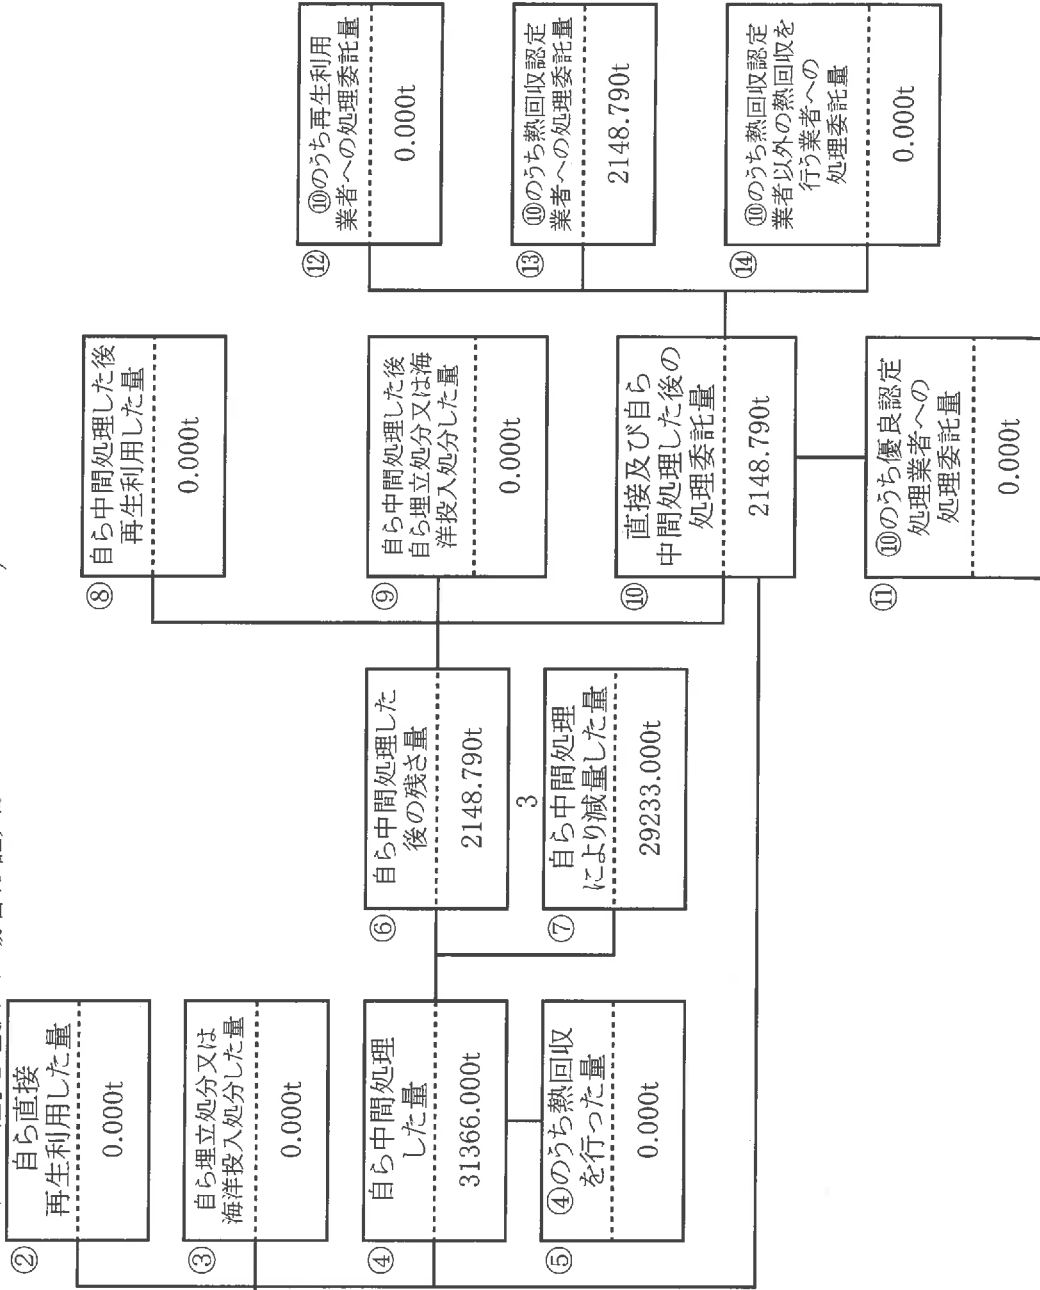 ②
自ら直接
再生利用した量
0.000t
③
自ら埋立処分又は
海洋投入処分した量
0.000t
④
自ら中間処理
した量
31366.000t
⑤
④のうち熱回収
を行った量
0.000t
⑥
自ら中間処理した
後の残さ量
2148.790t
3
⑦
自ら中間処理
により減量した量
29233.000t
⑧
自ら中間処理した後
再生利用した量
0.000t
⑨
自ら中間処理した後
自ら埋立処分又は海
洋投入処分した量
0.000t
⑩
直接及び自ら
中間処理した後の
処理委託量
2148.790t
⑪
⑩のうち優良認定
処理業者への
処理委託量
0.000t
⑫
⑩のうち再生利用
業者への処理委託量
0.000t
⑬
⑩のうち熱回収認定
業者への処理委託量
2148.790t
⑭
⑩のうち熱回収認定
業者以外の熱回収を
行う業者への
処理委託量
0.000t